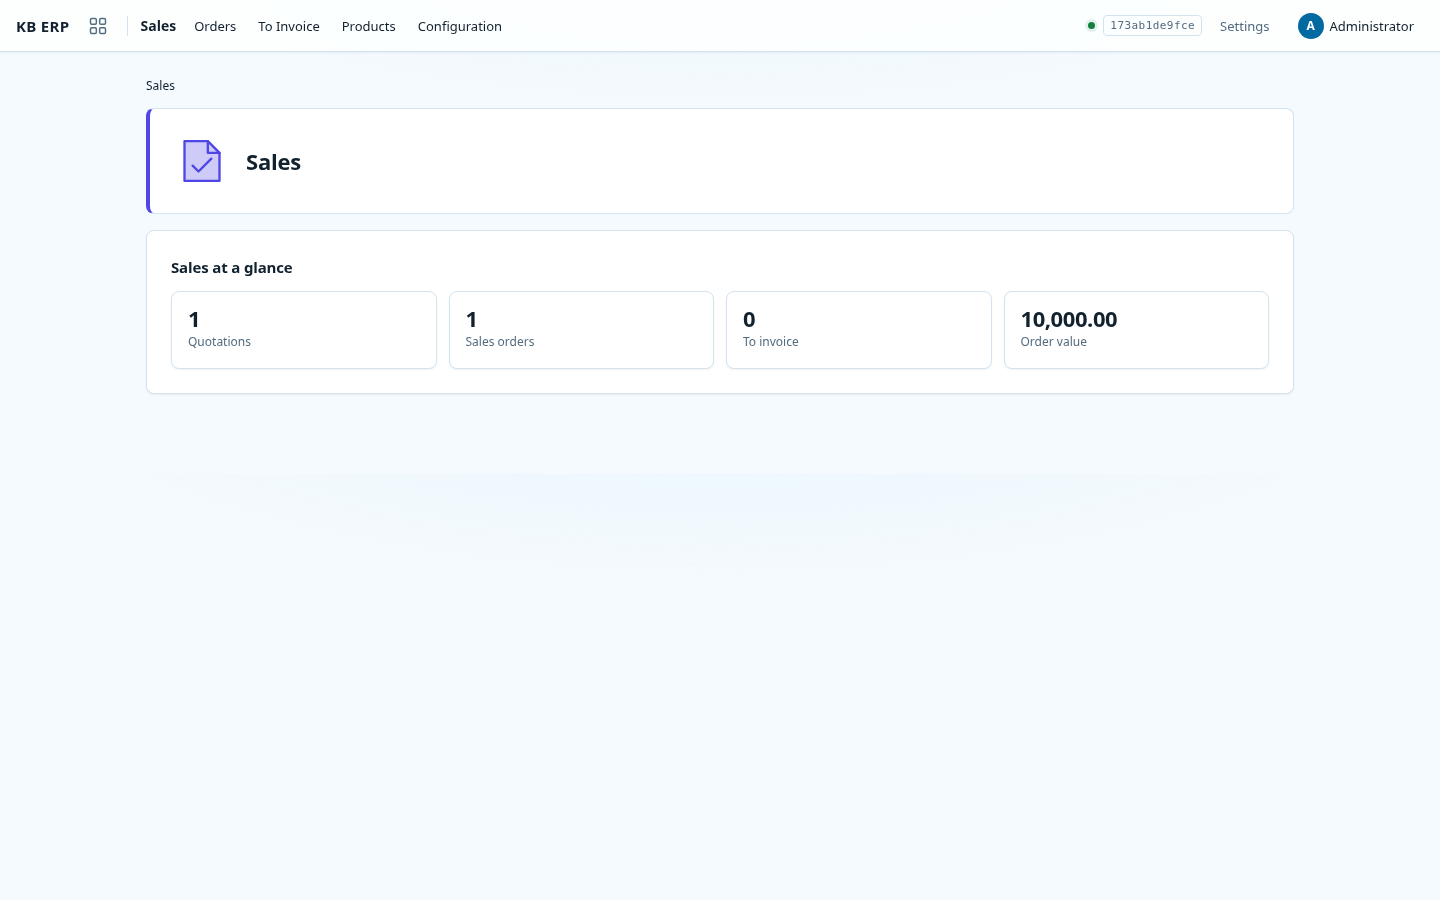 KB ERP Sales Orders To Invoice Products Configuration 173ab1de9fce Settings A Administrator
Sales
Sales
Sales at a glance
1 1 0 10,000.00
Quotations Sales orders To invoice Order value